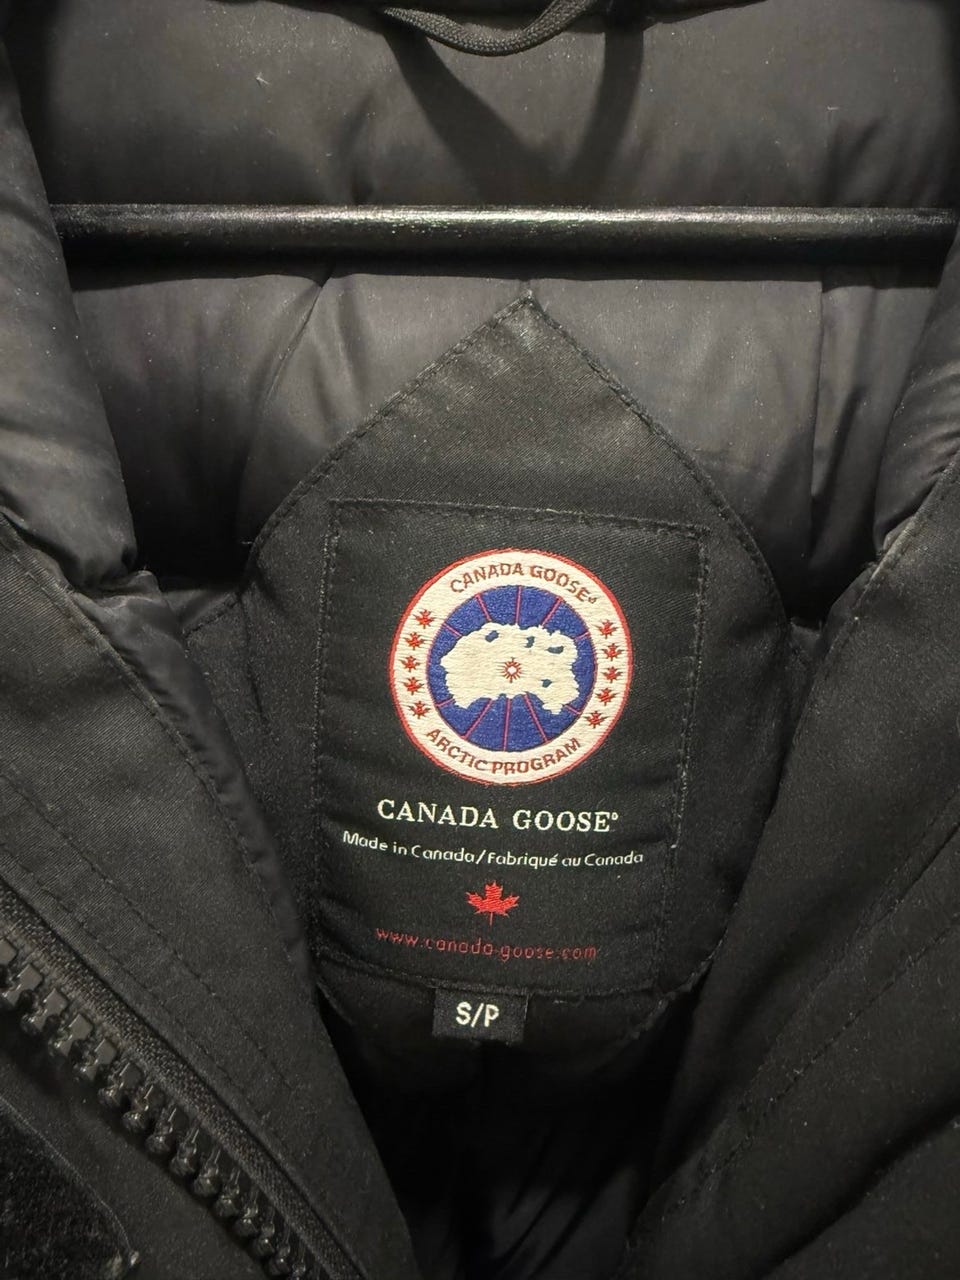 CANADA GOOSE®
ARCTIC PROGRAM
CANADA GOOSE®
Made in Canada/Fabriqué au Canada
www.canada-goose.com
S/P